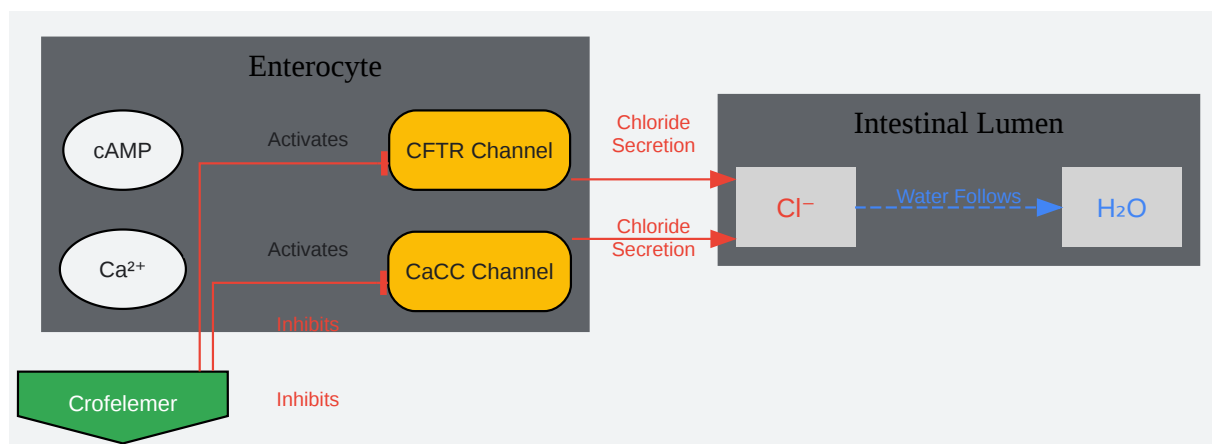 Enterocyte
cAMP
Activates
CFTR Channel
Chloride
Secretion
Intestinal Lumen
Cl⁻
Water Follows
H₂O
Ca²⁺
Activates
CaCC Channel
Chloride
Secretion
Inhibits
Crofelemer
Inhibits